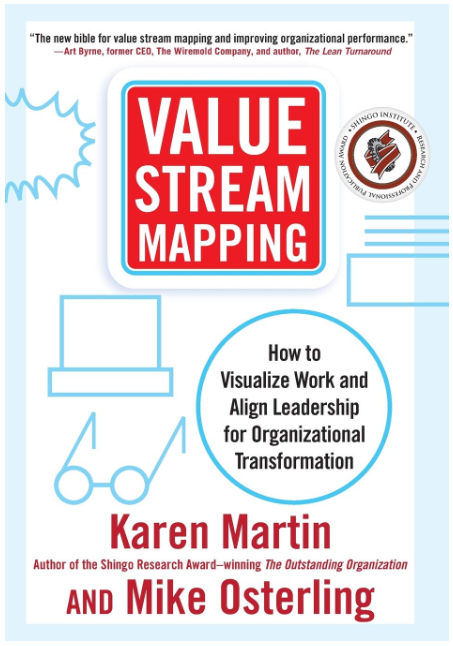 “The new bible for value stream mapping and improving organizational performance.”
—Art Byrne, former CEO, The Wiremold Company, and author, The Lean Turnaround
VALUE
STREAM
MAPPING
• SHINGO INSTITUTE •
RESEARCH AND PROFESSIONAL PUBLICATION AWARD
How to
Visualize Work and
Align Leadership
for Organizational
Transformation
Karen Martin
Author of the Shingo Research Award–winning The Outstanding Organization
AND Mike Osterling